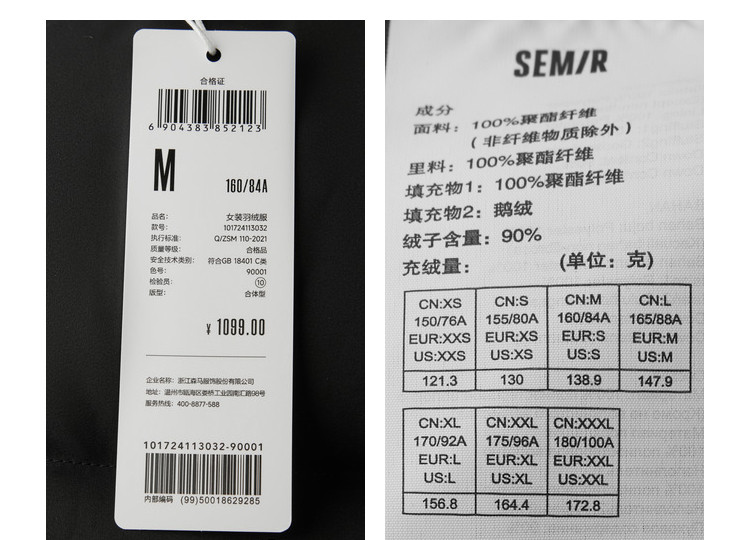 合格证
6 904383 852123
M
160/84A
品名： 女装羽绒服
款号： 101724113032
执行标准： Q/ZSM 110-2021
质量等级： 合格品
安全技术类别： 符合GB 18401 C类
色号： 90001
检验员： ⑩
版型： 合体型
¥ 1099.00
企业名称：浙江森马服饰股份有限公司
地址：温州市瓯海区娄桥工业园南汇路98号
服务热线：400-8877-588
101724113032-90001
内部编码 (99)50018629285
SEMIR
成分
面料：100%聚酯纤维
(非纤维物质除外)
里料：100%聚酯纤维
填充物1：100%聚酯纤维
填充物2：鹅绒
绒子含量：90%
充绒量： (单位：克)
CN:XS CN:S CN:M CN:L
150/76A 155/80A 160/84A 165/88A
EUR:XXS EUR:XS EUR:S EUR:M
US:XXS US:XS US:S US:M
121.3 130 138.9 147.9
CN:XL CN:XXL CN:XXXL
170/92A 175/96A 180/100A
EUR:L EUR:XL EUR:XXL
US:L US:XL US:XXL
156.8 164.4 172.8